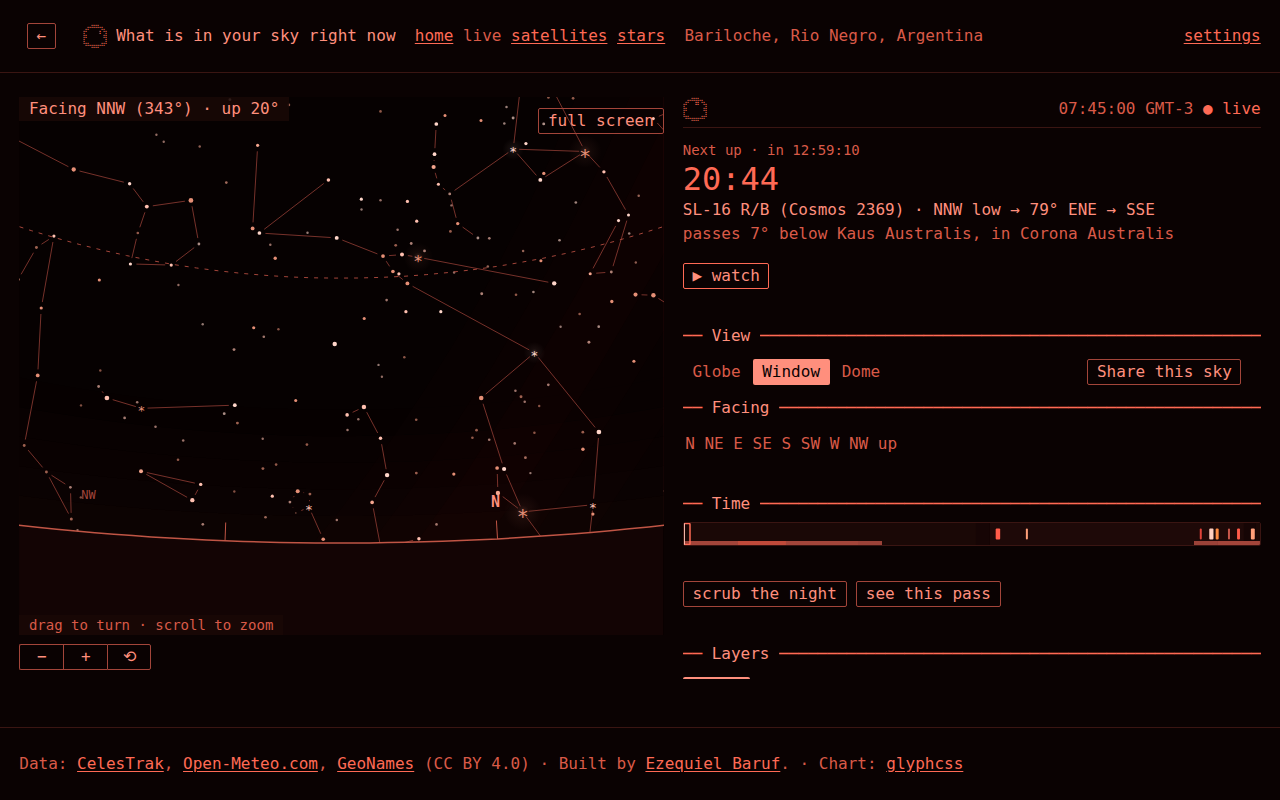 ← What is in your sky right now home live satellites stars Bariloche, Rio Negro, Argentina settings
Facing NNW (343°) · up 20°
full screen
NW
N
drag to turn · scroll to zoom
− + ⟲
07:45:00 GMT-3 ● live
Next up · in 12:59:10
20:44
SL-16 R/B (Cosmos 2369) · NNW low → 79° ENE → SSE
passes 7° below Kaus Australis, in Corona Australis
▶ watch
View
Globe Window Dome Share this sky
Facing
N NE E SE S SW W NW up
Time
scrub the night see this pass
Layers
Data: CelesTrak, Open-Meteo.com, GeoNames (CC BY 4.0) · Built by Ezequiel Baruf. · Chart: glyphcss